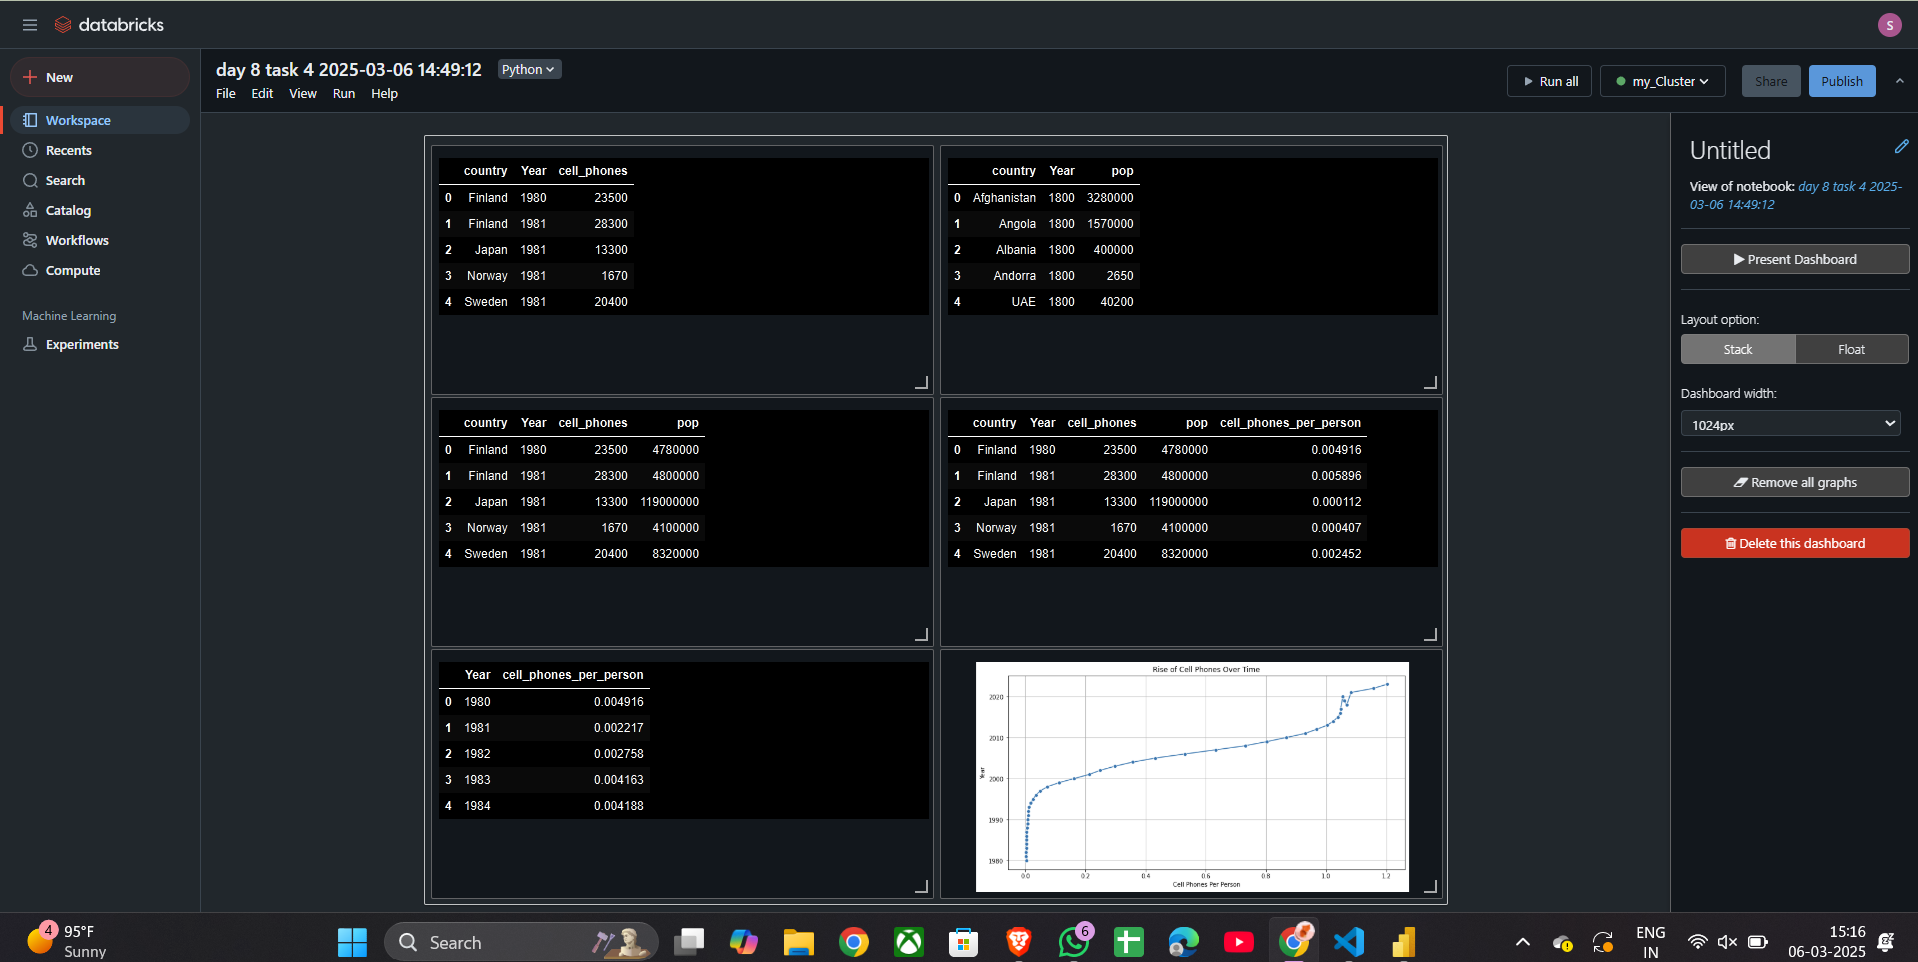 databricks
S
New
Workspace
Recents
Search
Catalog
Workflows
Compute
Machine Learning
Experiments
day 8 task 4 2025-03-06 14:49:12 Python
File Edit View Run Help
Run all my_Cluster Share Publish
country Year cell_phones
0 Finland 1980 23500
1 Finland 1981 28300
2 Japan 1981 13300
3 Norway 1981 1670
4 Sweden 1981 20400
country Year pop
0 Afghanistan 1800 3280000
1 Angola 1800 1570000
2 Albania 1800 400000
3 Andorra 1800 2650
4 UAE 1800 40200
country Year cell_phones pop
0 Finland 1980 23500 4780000
1 Finland 1981 28300 4800000
2 Japan 1981 13300 119000000
3 Norway 1981 1670 4100000
4 Sweden 1981 20400 8320000
country Year cell_phones pop cell_phones_per_person
0 Finland 1980 23500 4780000 0.004916
1 Finland 1981 28300 4800000 0.005896
2 Japan 1981 13300 119000000 0.000112
3 Norway 1981 1670 4100000 0.000407
4 Sweden 1981 20400 8320000 0.002452
Year cell_phones_per_person
0 1980 0.004916
1 1981 0.002217
2 1982 0.002758
3 1983 0.004163
4 1984 0.004188
Rise of Cell Phones Over Time
2020
2010
2000
1990
1980
Year
0.0 0.2 0.4 0.6 0.8 1.0 1.2
Cell Phones Per Person
Untitled
View of notebook: day 8 task 4 2025-
03-06 14:49:12
Present Dashboard
Layout option:
Stack Float
Dashboard width:
1024px
Remove all graphs
Delete this dashboard
4 95°F
Sunny
Search
6
ENG
IN
15:16
06-03-2025